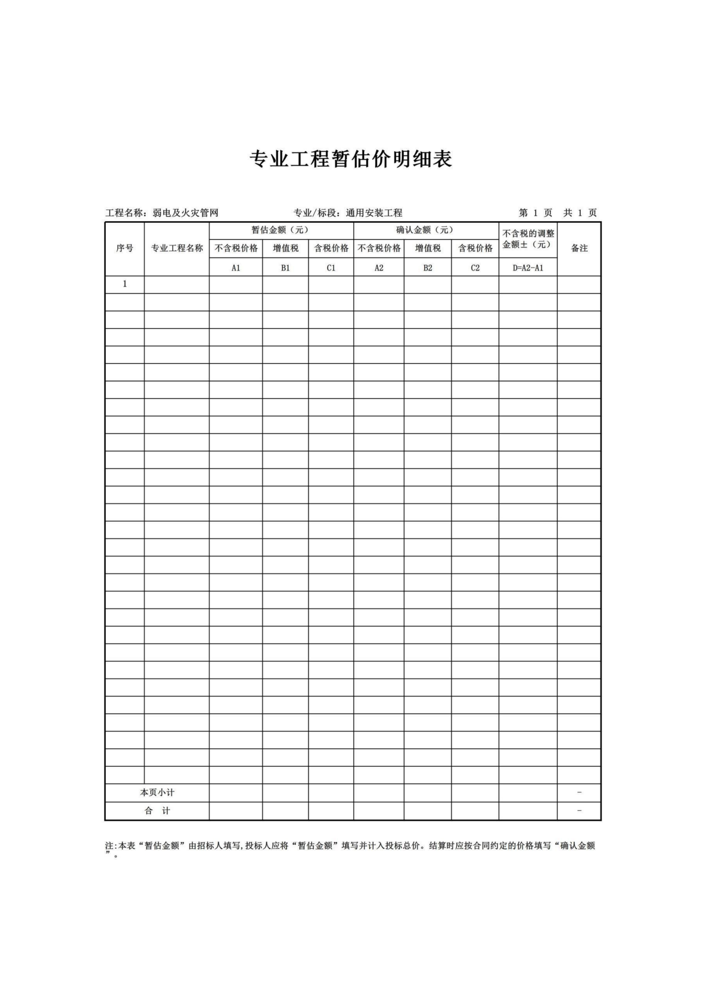 专业工程暂估价明细表
工程名称：弱电及火灾管网 专业/标段：通用安装工程 第 1 页 共 1 页
序号 专业工程名称 暂估金额（元） 确认金额（元） 不含税的调整金额±（元） 备注
不含税价格 增值税 含税价格 不含税价格 增值税 含税价格
A1 B1 C1 A2 B2 C2 D=A2-A1
1
本页小计 -
合 计 -
注:本表“暂估金额”由招标人填写,投标人应将“暂估金额”填写并计入投标总价。结算时应按合同约定的价格填写“确认金额
”。